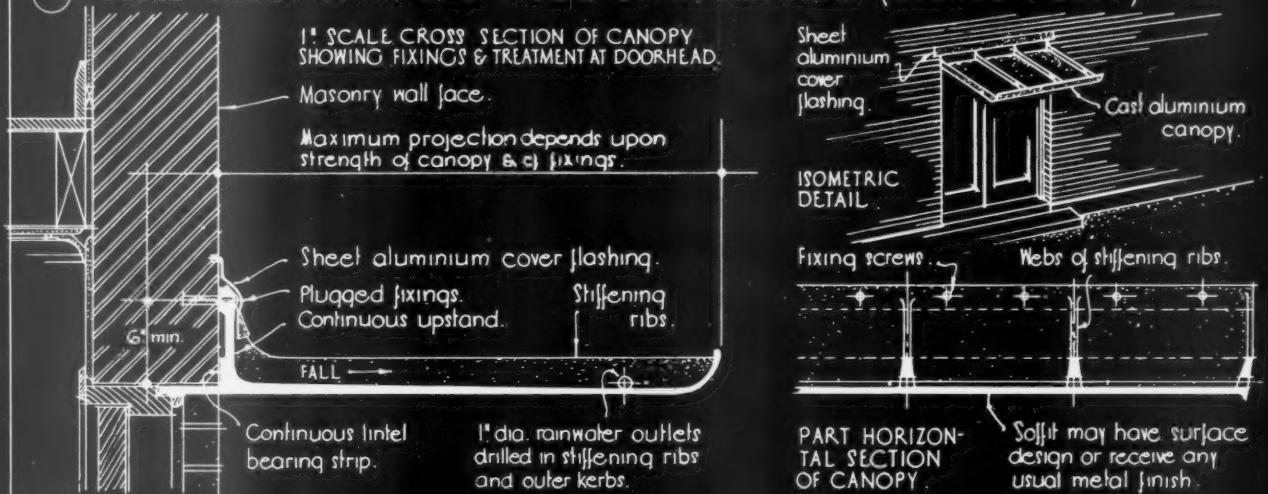 1" SCALE CROSS SECTION OF CANOPY
SHOWING FIXINGS & TREATMENT AT DOORHEAD.
Masonry wall face.
Maximum projection depends upon
strength of canopy & of fixings.
Sheet aluminium cover flashing.
Plugged fixings.
Continuous upstand.
Stiffening
ribs.
6" min.
FALL
Continuous lintel
bearing strip.
1" dia. rainwater outlets
drilled in stiffening ribs
and outer kerbs.
Sheet
aluminium
cover
flashing.
Cast aluminium
canopy.
ISOMETRIC
DETAIL
Fixing screws.
Webs of stiffening ribs.
PART HORIZON-
TAL SECTION
OF CANOPY.
Soffit may have surface
design or receive any
usual metal finish.